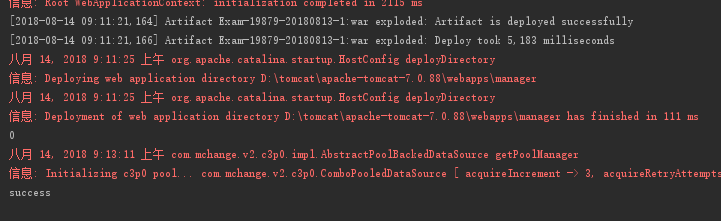 信息: Root WebApplicationContext: initialization completed in 2115 ms
[2018-08-14 09:11:21,164] Artifact Exam-19879-20180813-1:war exploded: Artifact is deployed successfully
[2018-08-14 09:11:21,166] Artifact Exam-19879-20180813-1:war exploded: Deploy took 5,183 milliseconds
八月 14, 2018 9:11:25 上午 org.apache.catalina.startup.HostConfig deployDirectory
信息: Deploying web application directory D:\tomcat\apache-tomcat-7.0.88\webapps\manager
八月 14, 2018 9:11:25 上午 org.apache.catalina.startup.HostConfig deployDirectory
信息: Deployment of web application directory D:\tomcat\apache-tomcat-7.0.88\webapps\manager has finished in 111 ms
0
八月 14, 2018 9:13:11 上午 com.mchange.v2.c3p0.impl.AbstractPoolBackedDataSource getPoolManager
信息: Initializing c3p0 pool... com.mchange.v2.c3p0.ComboPooledDataSource [ acquireIncrement -> 3, acquireRetryAttempts
success